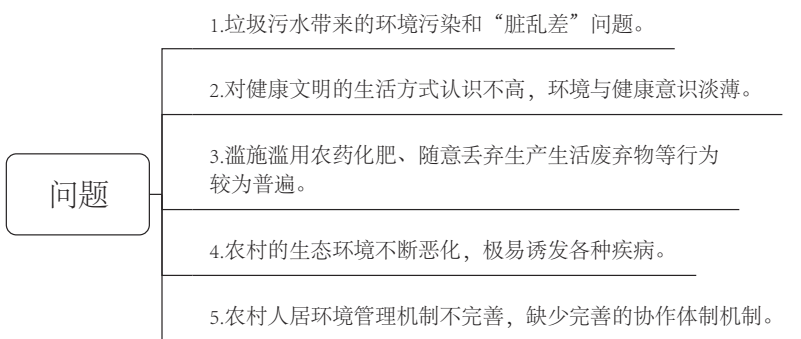 问题
1.垃圾污水带来的环境污染和“脏乱差”问题。
2.对健康文明的生活方式认识不高，环境与健康意识淡薄。
3.滥施滥用农药化肥、随意丢弃生产生活废弃物等行为
较为普遍。
4.农村的生态环境不断恶化，极易诱发各种疾病。
5.农村人居环境管理机制不完善，缺少完善的协作体制机制。